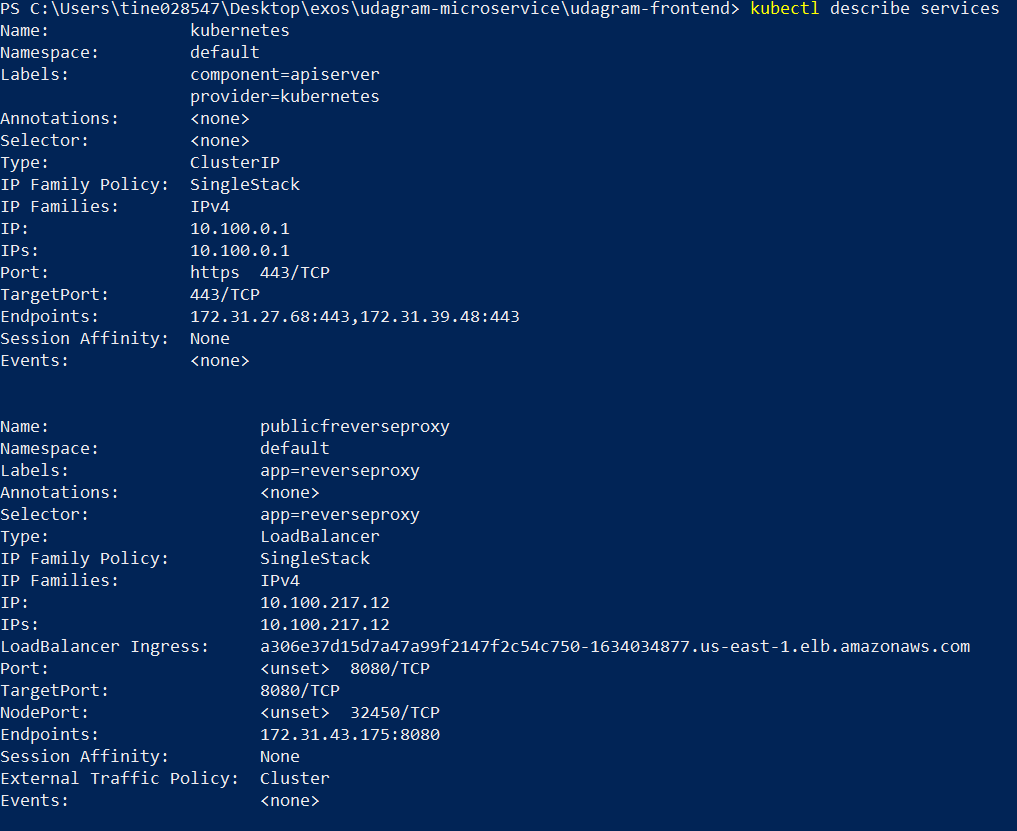 PS C:\Users\tine028547\Desktop\exos\udagram-microservice\udagram-frontend> kubectl describe services
Name:              kubernetes
Namespace:         default
Labels:            component=apiserver
                   provider=kubernetes
Annotations:       <none>
Selector:          <none>
Type:              ClusterIP
IP Family Policy:  SingleStack
IP Families:       IPv4
IP:                10.100.0.1
IPs:               10.100.0.1
Port:              https  443/TCP
TargetPort:        443/TCP
Endpoints:         172.31.27.68:443,172.31.39.48:443
Session Affinity:  None
Events:            <none>

Name:                     publicfreverseproxy
Namespace:                default
Labels:                   app=reverseproxy
Annotations:              <none>
Selector:                 app=reverseproxy
Type:                     LoadBalancer
IP Family Policy:         SingleStack
IP Families:              IPv4
IP:                       10.100.217.12
IPs:                      10.100.217.12
LoadBalancer Ingress:     a306e37d15d7a47a99f2147f2c54c750-1634034877.us-east-1.elb.amazonaws.com
Port:                     <unset>  8080/TCP
TargetPort:               8080/TCP
NodePort:                 <unset>  32450/TCP
Endpoints:                172.31.43.175:8080
Session Affinity:         None
External Traffic Policy:  Cluster
Events:                   <none>